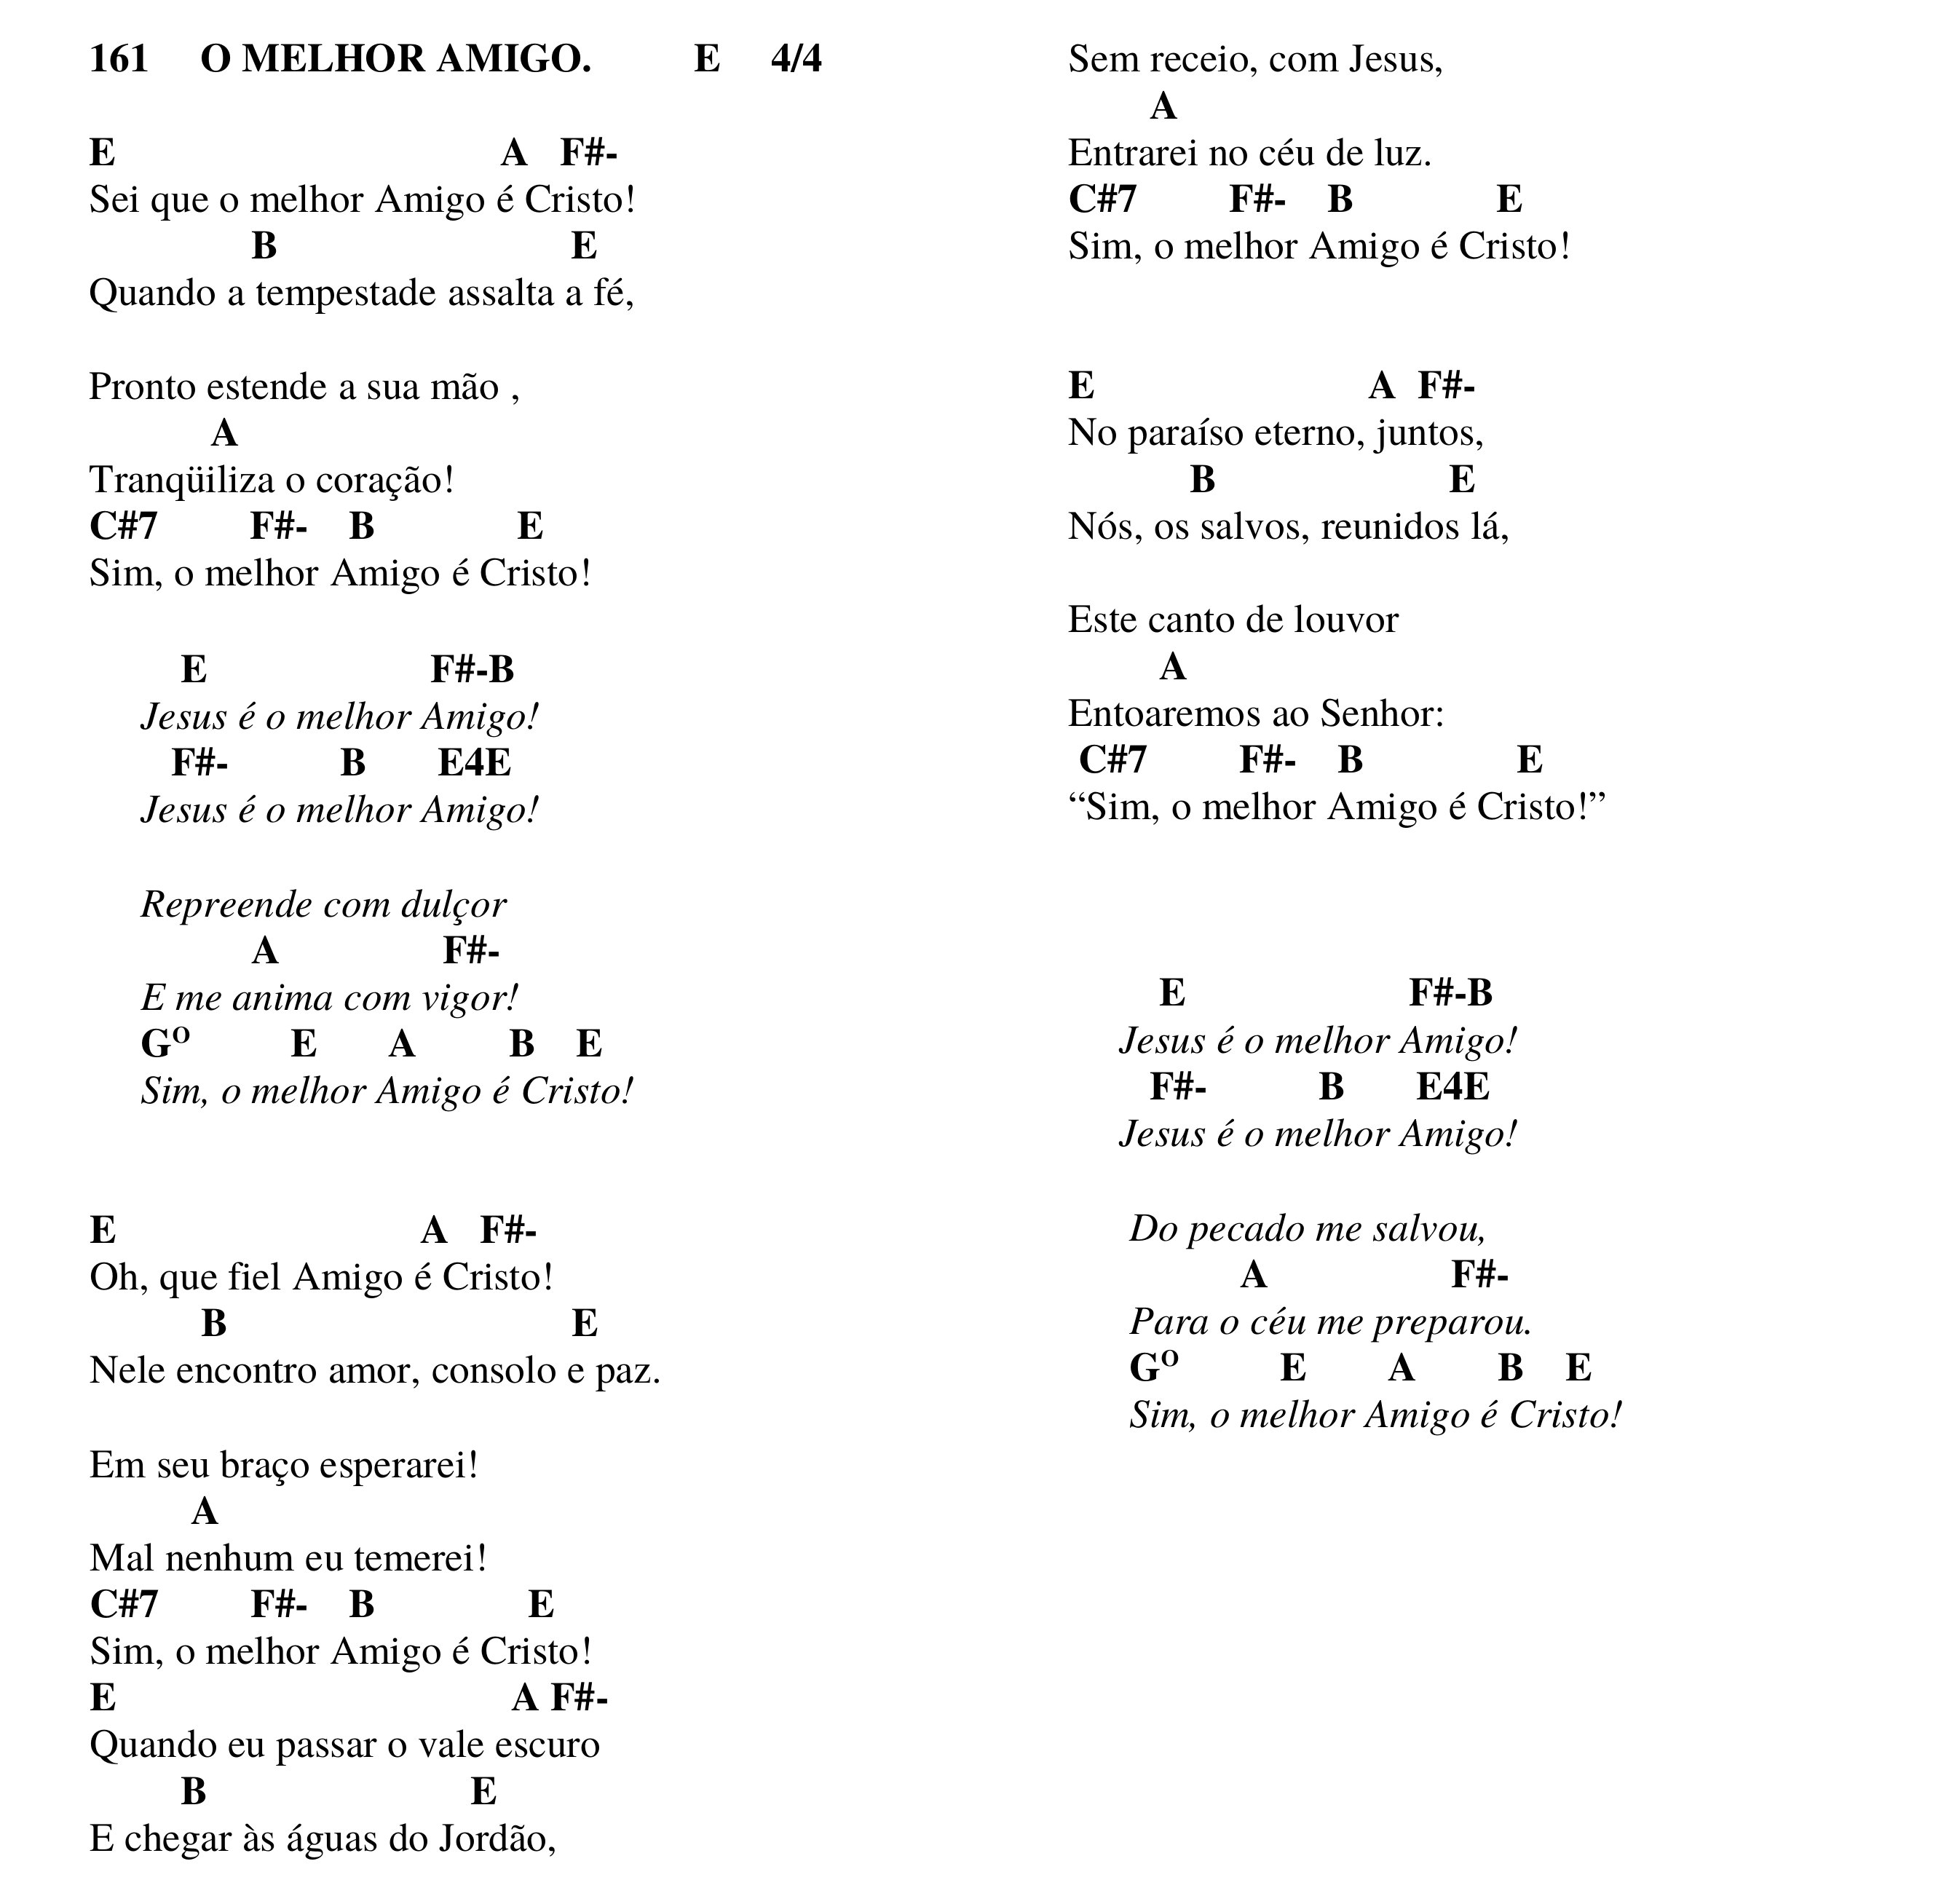 161 O MELHOR AMIGO. E 4/4
E A F#-
Sei que o melhor Amigo é Cristo!
B E
Quando a tempestade assalta a fé,
Pronto estende a sua mão ,
A
Tranqüiliza o coração!
C#7 F#- B E
Sim, o melhor Amigo é Cristo!
E F#-B
Jesus é o melhor Amigo!
F#- B E4E
Jesus é o melhor Amigo!
Repreende com dulçor
A F#-
E me anima com vigor!
Gº E A B E
Sim, o melhor Amigo é Cristo!
E A F#-
Oh, que fiel Amigo é Cristo!
B E
Nele encontro amor, consolo e paz.
Em seu braço esperarei!
A
Mal nenhum eu temerei!
C#7 F#- B E
Sim, o melhor Amigo é Cristo!
E A F#-
Quando eu passar o vale escuro
B E
E chegar às águas do Jordão,
Sem receio, com Jesus,
A
Entrarei no céu de luz.
C#7 F#- B E
Sim, o melhor Amigo é Cristo!
E A F#-
No paraíso eterno, juntos,
B E
Nós, os salvos, reunidos lá,
Este canto de louvor
A
Entoaremos ao Senhor:
C#7 F#- B E
“Sim, o melhor Amigo é Cristo!”
E F#-B
Jesus é o melhor Amigo!
F#- B E4E
Jesus é o melhor Amigo!
Do pecado me salvou,
A F#-
Para o céu me preparou.
Gº E A B E
Sim, o melhor Amigo é Cristo!